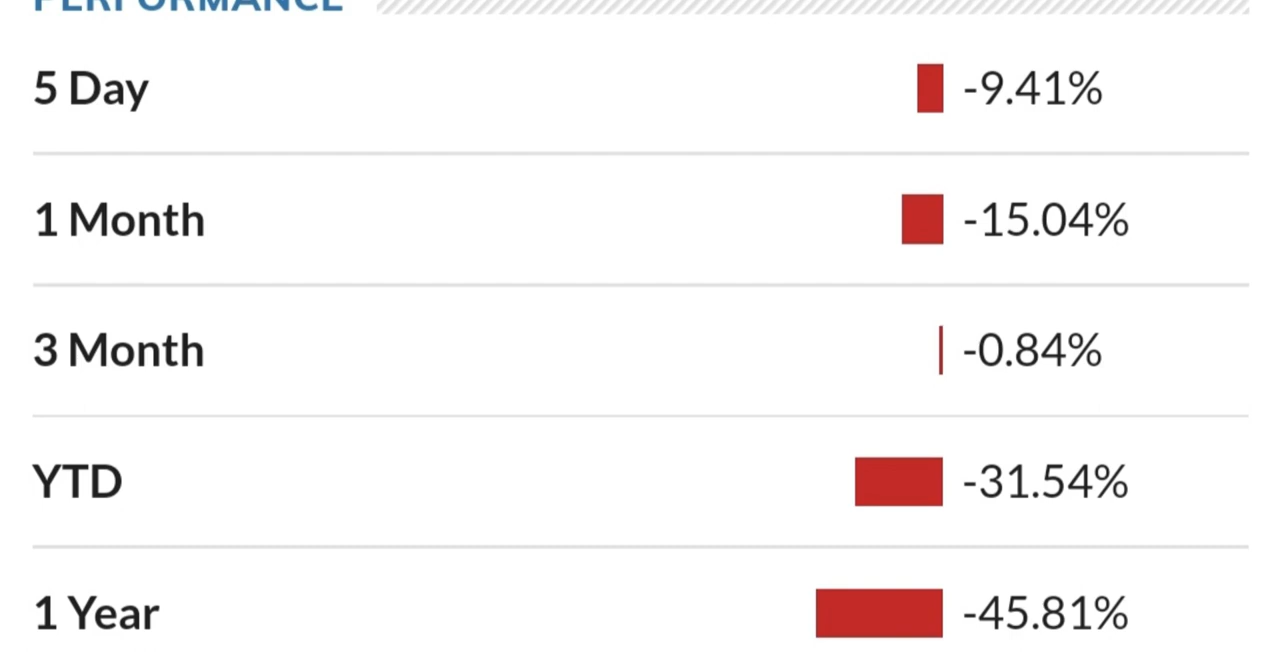 PERFORMANCE
5 Day -9.41%
1 Month -15.04%
3 Month -0.84%
YTD -31.54%
1 Year -45.81%